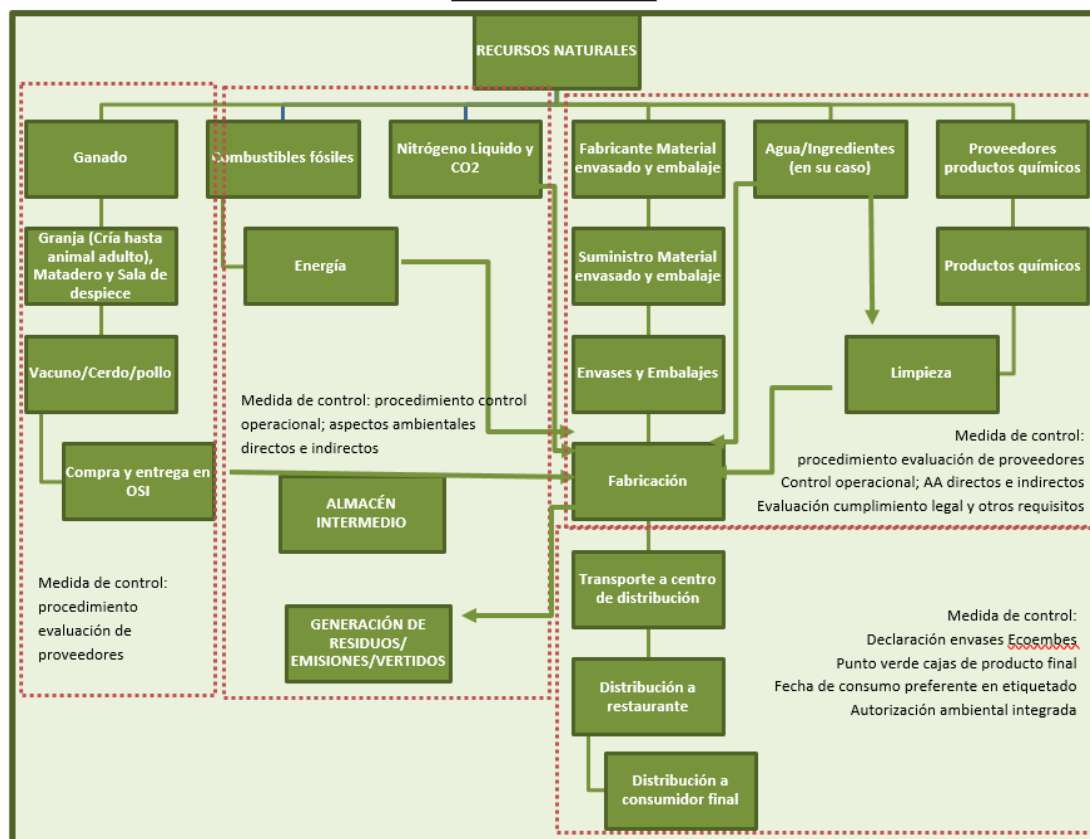 RECURSOS NATURALES
Ganado
Combustibles fósiles
Nitrógeno Liquido y
CO2
Fabricante Material
envasado y embalaje
Agua/Ingredientes
(en su caso)
Proveedores
productos químicos
Granja (Cría hasta
animal adulto),
Matadero y Sala de
despiece
Energía
Suministro Material
envasado y embalaje
Productos químicos
Vacuno/Cerdo/pollo
Envases y Embalajes
Limpieza
Medida de control: procedimiento control
operacional; aspectos ambientales
directos e indirectos
Medida de control:
procedimiento evaluación de proveedores
Control operacional; AA directos e indirectos
Evaluación cumplimiento legal y otros requisitos
Compra y entrega en
OSI
Fabricación
ALMACÉN
INTERMEDIO
Medida de control:
procedimiento
evaluación de
proveedores
Transporte a centro
de distribución
GENERACIÓN DE
RESIDUOS/
EMISIONES/VERTIDOS
Medida de control:
Declaración envases Ecoembes
Punto verde cajas de producto final
Fecha de consumo preferente en etiquetado
Autorización ambiental integrada
Distribución a
restaurante
Distribución a
consumidor final